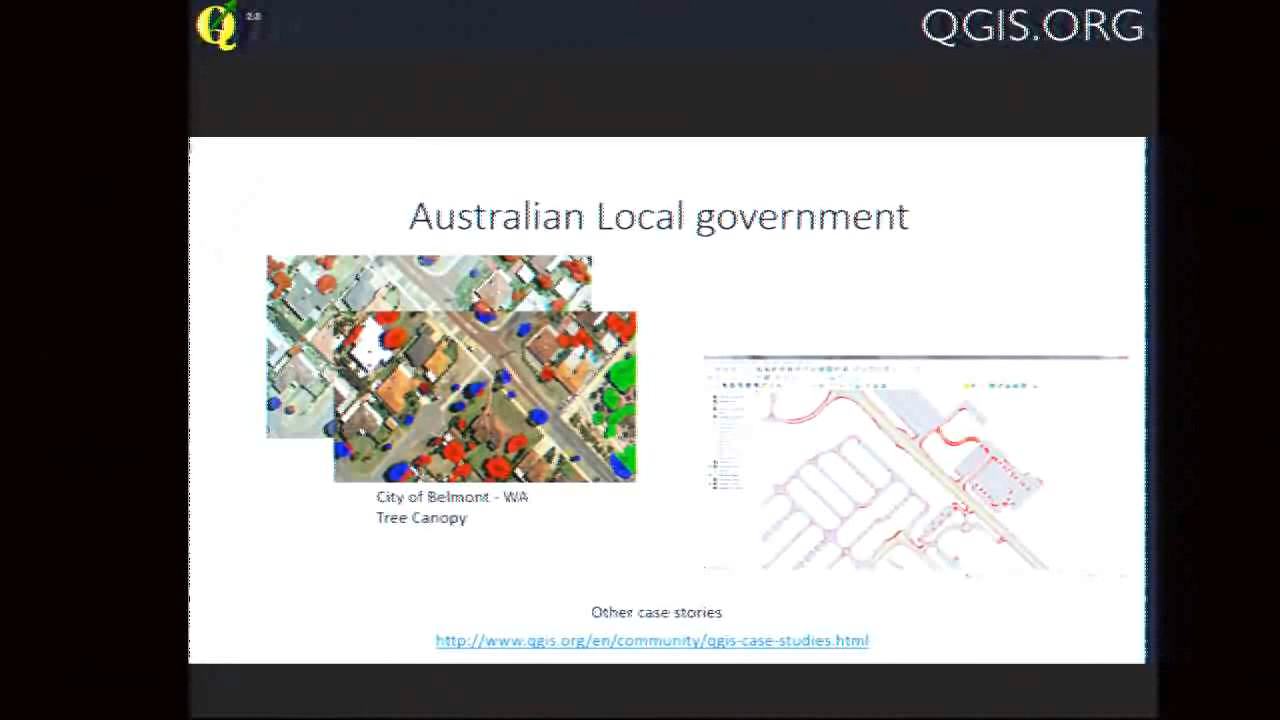 QGIS.ORG
Australian Local government
City of Belmont - WA
Tree Canopy
Other case stories
http://www.qgis.org/en/community/qgis-case-studies.html